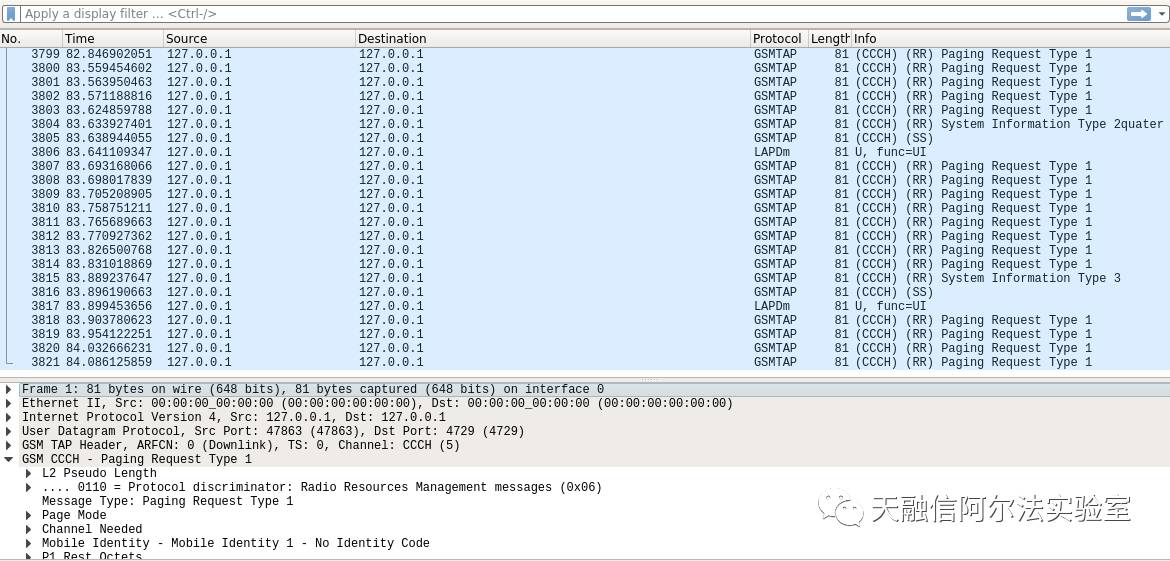 Apply a display filter ... <Ctrl-/>
No. Time Source Destination Protocol Length Info
3799 82.846902051 127.0.0.1 127.0.0.1 GSMTAP 81 (CCCH) (RR) Paging Request Type 1
3800 83.559454602 127.0.0.1 127.0.0.1 GSMTAP 81 (CCCH) (RR) Paging Request Type 1
3801 83.563950463 127.0.0.1 127.0.0.1 GSMTAP 81 (CCCH) (RR) Paging Request Type 1
3802 83.571188816 127.0.0.1 127.0.0.1 GSMTAP 81 (CCCH) (RR) Paging Request Type 1
3803 83.624859788 127.0.0.1 127.0.0.1 GSMTAP 81 (CCCH) (RR) Paging Request Type 1
3804 83.633927401 127.0.0.1 127.0.0.1 GSMTAP 81 (CCCH) (RR) System Information Type 2quater
3805 83.638944055 127.0.0.1 127.0.0.1 GSMTAP 81 (CCCH) (SS)
3806 83.641109347 127.0.0.1 127.0.0.1 LAPDm 81 U, func=UI
3807 83.693168066 127.0.0.1 127.0.0.1 GSMTAP 81 (CCCH) (RR) Paging Request Type 1
3808 83.698017839 127.0.0.1 127.0.0.1 GSMTAP 81 (CCCH) (RR) Paging Request Type 1
3809 83.705208905 127.0.0.1 127.0.0.1 GSMTAP 81 (CCCH) (RR) Paging Request Type 1
3810 83.758751211 127.0.0.1 127.0.0.1 GSMTAP 81 (CCCH) (RR) Paging Request Type 1
3811 83.765689663 127.0.0.1 127.0.0.1 GSMTAP 81 (CCCH) (RR) Paging Request Type 1
3812 83.770927362 127.0.0.1 127.0.0.1 GSMTAP 81 (CCCH) (RR) Paging Request Type 1
3813 83.826500768 127.0.0.1 127.0.0.1 GSMTAP 81 (CCCH) (RR) Paging Request Type 1
3814 83.831018869 127.0.0.1 127.0.0.1 GSMTAP 81 (CCCH) (RR) Paging Request Type 1
3815 83.889237647 127.0.0.1 127.0.0.1 GSMTAP 81 (CCCH) (RR) System Information Type 3
3816 83.896190663 127.0.0.1 127.0.0.1 GSMTAP 81 (CCCH) (SS)
3817 83.899453656 127.0.0.1 127.0.0.1 LAPDm 81 U, func=UI
3818 83.903780623 127.0.0.1 127.0.0.1 GSMTAP 81 (CCCH) (RR) Paging Request Type 1
3819 83.954122251 127.0.0.1 127.0.0.1 GSMTAP 81 (CCCH) (RR) Paging Request Type 1
3820 84.032666231 127.0.0.1 127.0.0.1 GSMTAP 81 (CCCH) (RR) Paging Request Type 1
3821 84.086125859 127.0.0.1 127.0.0.1 GSMTAP 81 (CCCH) (RR) Paging Request Type 1
Frame 1: 81 bytes on wire (648 bits), 81 bytes captured (648 bits) on interface 0
Ethernet II, Src: 00:00:00_00:00:00 (00:00:00:00:00:00), Dst: 00:00:00_00:00:00 (00:00:00:00:00:00)
Internet Protocol Version 4, Src: 127.0.0.1, Dst: 127.0.0.1
User Datagram Protocol, Src Port: 47863 (47863), Dst Port: 4729 (4729)
GSM TAP Header, ARFCN: 0 (Downlink), TS: 0, Channel: CCCH (5)
GSM CCCH - Paging Request Type 1
L2 Pseudo Length
.... 0110 = Protocol discriminator: Radio Resources Management messages (0x06)
Message Type: Paging Request Type 1
Page Mode
Channel Needed
Mobile Identity - Mobile Identity 1 - No Identity Code
P1 Rest Octets
天融信阿尔法实验室